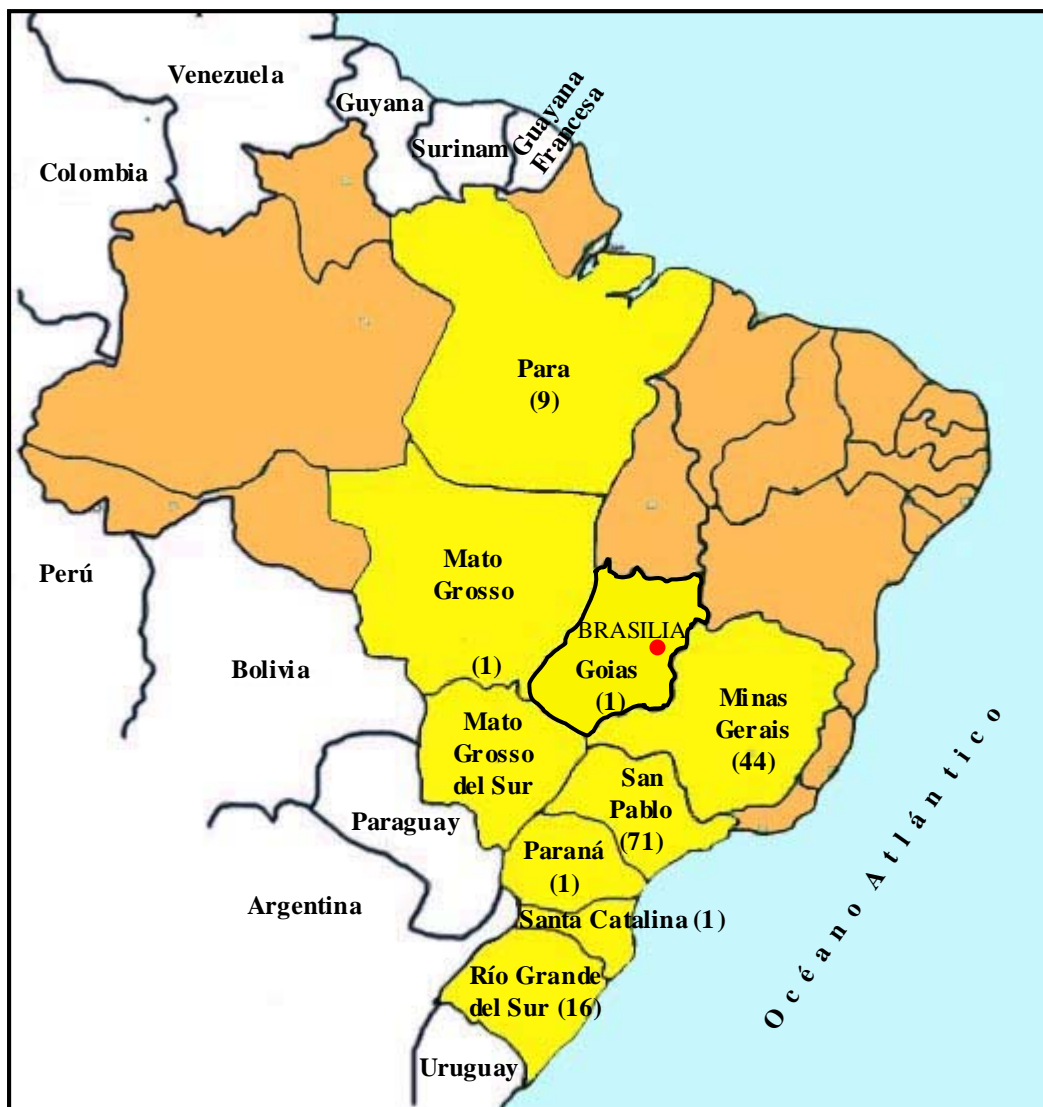 Venezuela
Guyana
Surinam
Guayana
Francesa
Colombia
Para
(9)
Perú
Mato
Grosso
(1)
BRASILIA
Goias
(1)
Bolivia
Minas
Gerais
(44)
Mato
Grosso
del Sur
San
Pablo
(71)
Paraguay
Paraná
(1)
Argentina
Santa Catalina (1)
Río Grande
del Sur (16)
Uruguay
Océano Atlántico